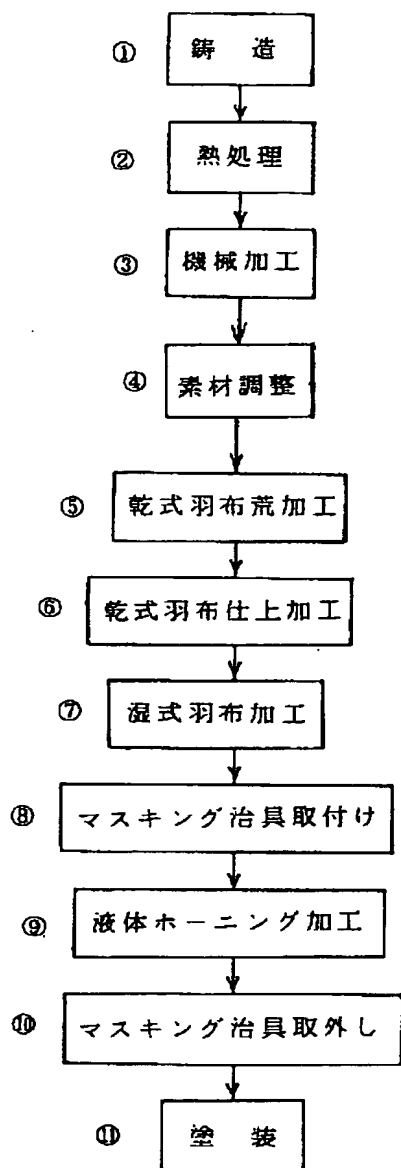 ① 鋳造
② 熱処理
③ 機械加工
④ 素材調整
⑤ 乾式羽布荒加工
⑥ 乾式羽布仕上加工
⑦ 湿式羽布加工
⑧ マスキング治具取付け
⑨ 液体ホーニング加工
⑩ マスキング治具取外し
⑪ 塗装